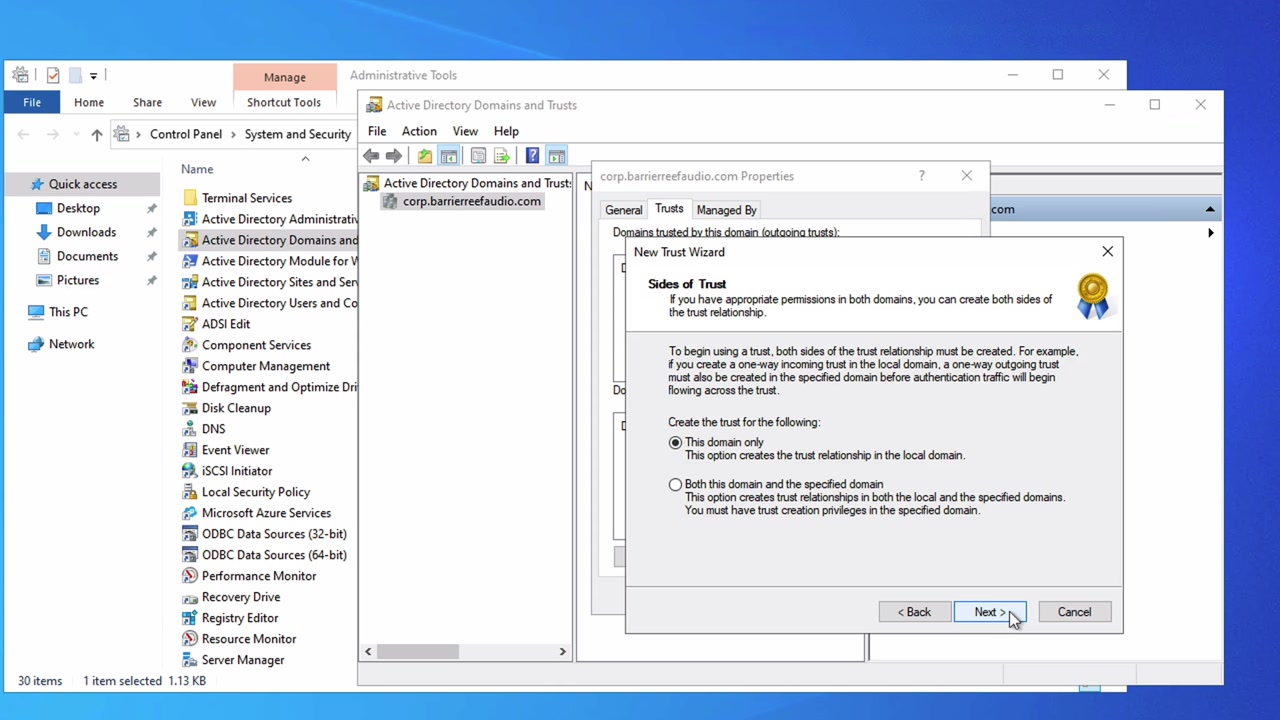 Manage
Administrative Tools
File
Home
Share
View
Shortcut Tools
Control Panel
System and Security
Quick access
Desktop
Downloads
Documents
Pictures
This PC
Network
Name
Terminal Services
Active Directory Administrativ
Active Directory Domains and
Active Directory Module for W
Active Directory Sites and Ser
Active Directory Users and Co
ADSI Edit
Component Services
Computer Management
Defragment and Optimize Dri
Disk Cleanup
DNS
Event Viewer
iSCSI Initiator
Local Security Policy
Microsoft Azure Services
ODBC Data Sources (32-bit)
ODBC Data Sources (64-bit)
Performance Monitor
Recovery Drive
Registry Editor
Resource Monitor
Server Manager
30 items
1 item selected 1.13 KB
Active Directory Domains and Trusts
File
Action
View
Help
Active Directory Domains and Trusts
corp.barrierreefaudio.com
N
com
corp.barrierreefaudio.com Properties
?
General
Trusts
Managed By
Domains trusted by this domain (outgoing trusts):
Do
New Trust Wizard
Sides of Trust
If you have appropriate permissions in both domains, you can create both sides of
the trust relationship.
To begin using a trust, both sides of the trust relationship must be created. For example,
if you create a one-way incoming trust in the local domain, a one-way outgoing trust
must also be created in the specified domain before authentication traffic will begin
flowing across the trust.
Create the trust for the following:
This domain only
This option creates the trust relationship in the local domain.
Both this domain and the specified domain
This option creates trust relationships in both the local and the specified domains.
You must have trust creation privileges in the specified domain.
< Back
Next >
Cancel